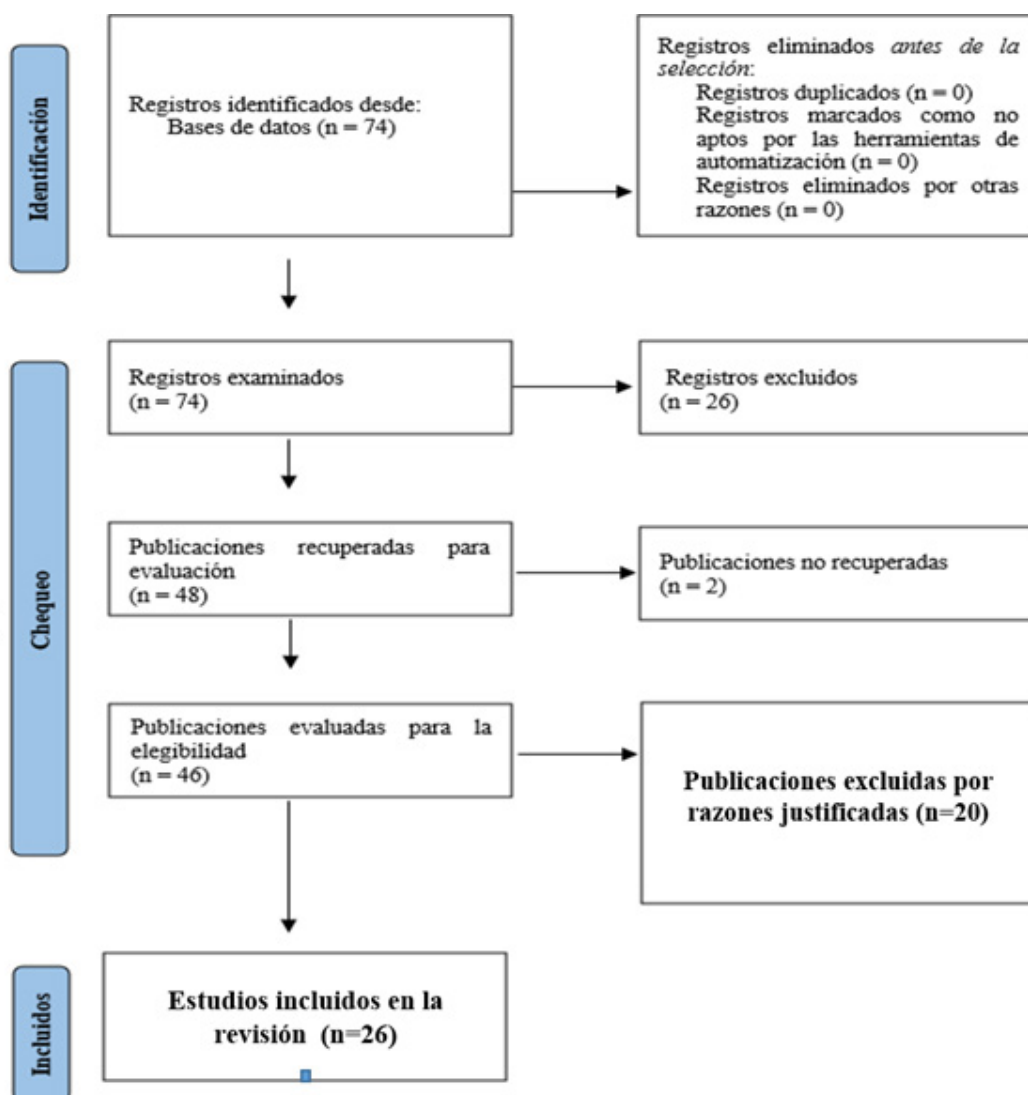 Identificación
Registros identificados desde:
Bases de datos (n = 74)
Registros eliminados antes de la
selección:
Registros duplicados (n = 0)
Registros marcados como no
aptos por las herramientas de
automatización (n = 0)
Registros eliminados por otras
razones (n = 0)
Chequeo
Registros examinados
(n = 74)
Registros excluidos
(n = 26)
Publicaciones recuperadas para
evaluación
(n = 48)
Publicaciones no recuperadas
(n = 2)
Publicaciones evaluadas para la
elegibilidad
(n = 46)
Publicaciones excluidas por
razones justificadas (n=20)
Incluidos
Estudios incluidos en la
revisión (n=26)